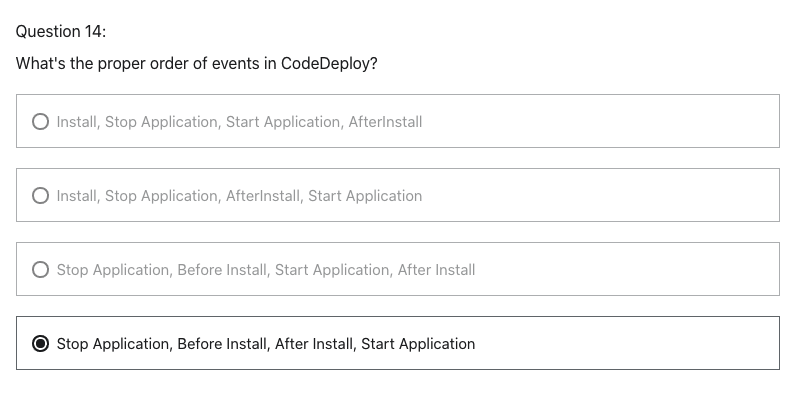 Question 14:
What's the proper order of events in CodeDeploy?
Install, Stop Application, Start Application, AfterInstall
Install, Stop Application, AfterInstall, Start Application
Stop Application, Before Install, Start Application, After Install
Stop Application, Before Install, After Install, Start Application